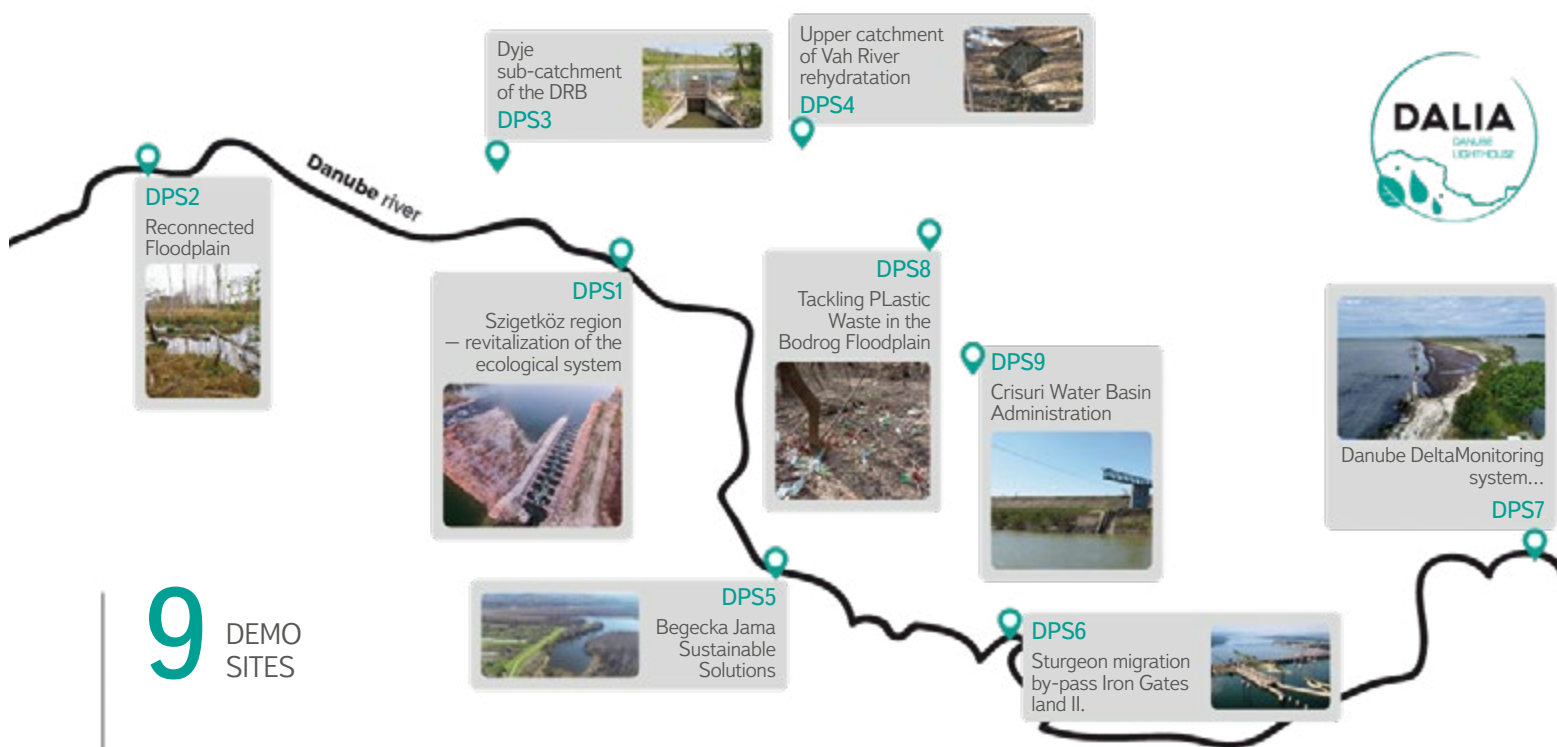 Dyje
sub-catchment
of the DRB
DPS3
Upper catchment
of Vah River
rehydratation
DPS4
DALIA
DANUBE
LIGHTHOUSE
Danube river
DPS2
Reconnected
Floodplain
DPS1
Szigetköz region
— revitalization of the
ecological system
DPS8
Tackling PLastic
Waste in the
Bodrog Floodplain
DPS9
Crisuri Water Basin
Administration
Danube DeltaMonitoring
system...
DPS7
9 DEMO
SITES
DPS5
Begecka Jama
Sustainable
Solutions
DPS6
Sturgeon migration
by-pass Iron Gates
land II.